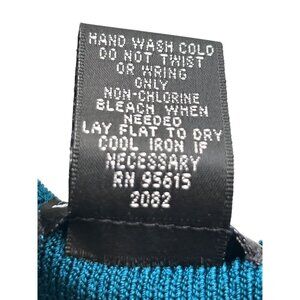 HAND WASH COLD
DO NOT TWIST
OR WRING
ONLY
NON-CHLORINE
BLEACH WHEN
NEEDED
LAY FLAT TO DRY
COOL IRON IF
NECESSARY
RN 95615
2082